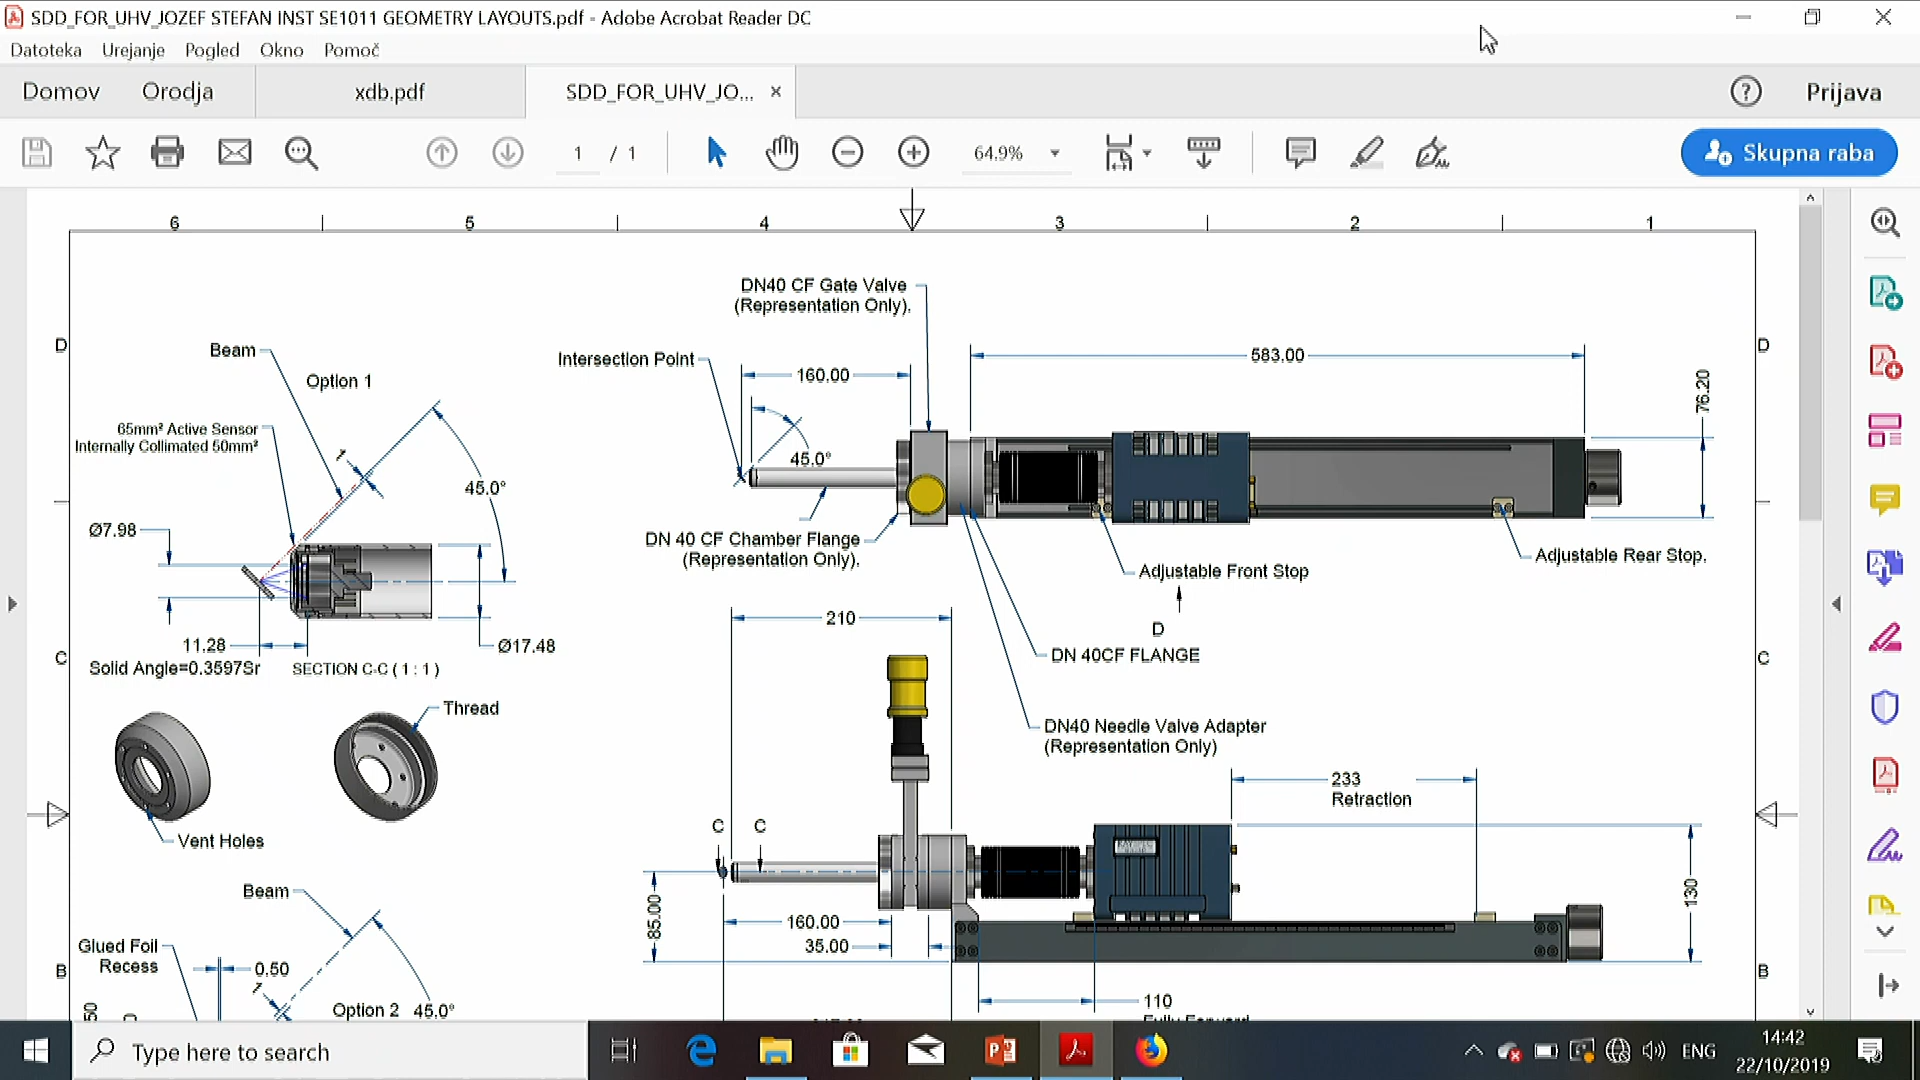 SDD_FOR_UHV_JOZEF STEFAN INST SE1011 GEOMETRY LAYOUTS.pdf - Adobe Acrobat Reader DC
Datoteka Urejanje Pogled Okno Pomoč
Domov Orodja xdb.pdf SDD_FOR_UHV_JO... × Prijava
1 / 1 64.9% Skupna raba
6 5 4 3 2 1
DN40 CF Gate Valve
(Representation Only).
D
Beam
Option 1
Intersection Point
160.00
583.00
D
76.20
65mm² Active Sensor
Internally Collimated 50mm²
1
45.0°
45.0°
Ø7.98
DN 40 CF Chamber Flange
(Representation Only).
Adjustable Rear Stop.
Adjustable Front Stop
D
11.28
Ø17.48
Solid Angle=0.3597Sr
SECTION C-C ( 1 : 1 )
210
DN 40CF FLANGE
C
C
Thread
DN40 Needle Valve Adapter
(Representation Only)
233
Retraction
Vent Holes
C C
Beam
85.00
160.00
35.00
130
Glued Foil
Recess
0.50
1
Option 2
45.0°
B
B
110
Fully Forward
Type here to search
ENG
14:42
22/10/2019